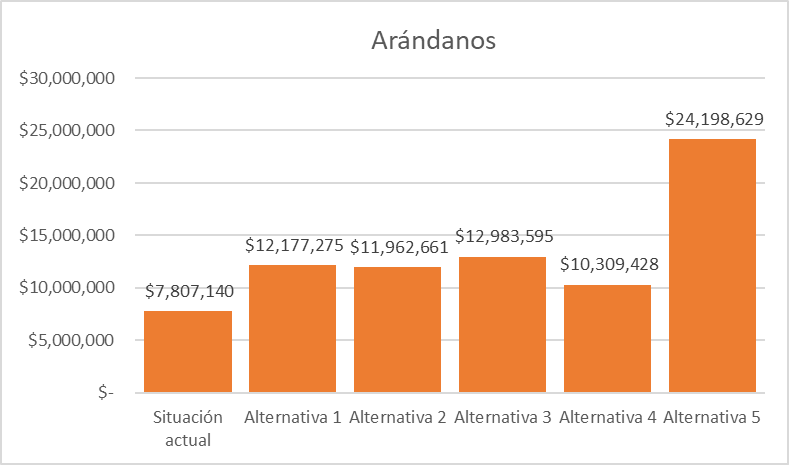 Arándanos
$30,000,000
$25,000,000
$20,000,000
$15,000,000
$10,000,000
$5,000,000
$-
$7,807,140
$12,177,275
$11,962,661
$12,983,595
$10,309,428
$24,198,629
Situación
actual
Alternativa 1
Alternativa 2
Alternativa 3
Alternativa 4
Alternativa 5